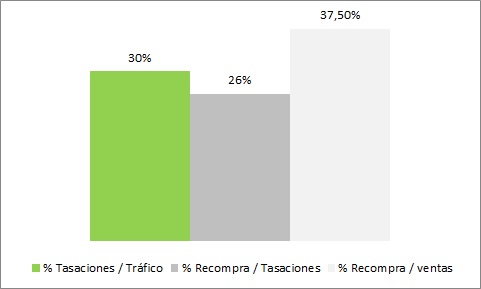 37,50%
30%
26%
% Tasaciones / Tráfico % Recompra / Tasaciones % Recompra / ventas